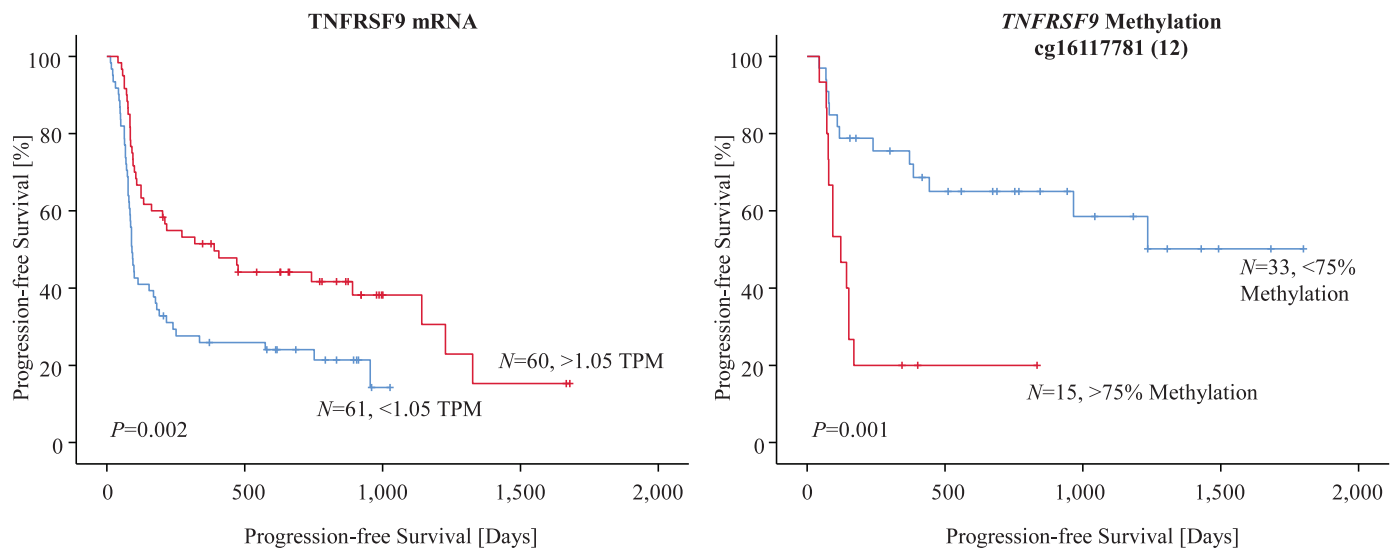 TNFRSF9 mRNA
Progression-free Survival [%]
100
80
60
40
20
0
N=60, >1.05 TPM
N=61, <1.05 TPM
P=0.002
0 500 1,000 1,500 2,000
Progression-free Survival [Days]
TNFRSF9 Methylation
cg16117781 (12)
Progression-free Survival [%]
100
80
60
40
20
0
N=33, <75%
Methylation
N=15, >75% Methylation
P=0.001
0 500 1,000 1,500 2,000
Progression-free Survival [Days]